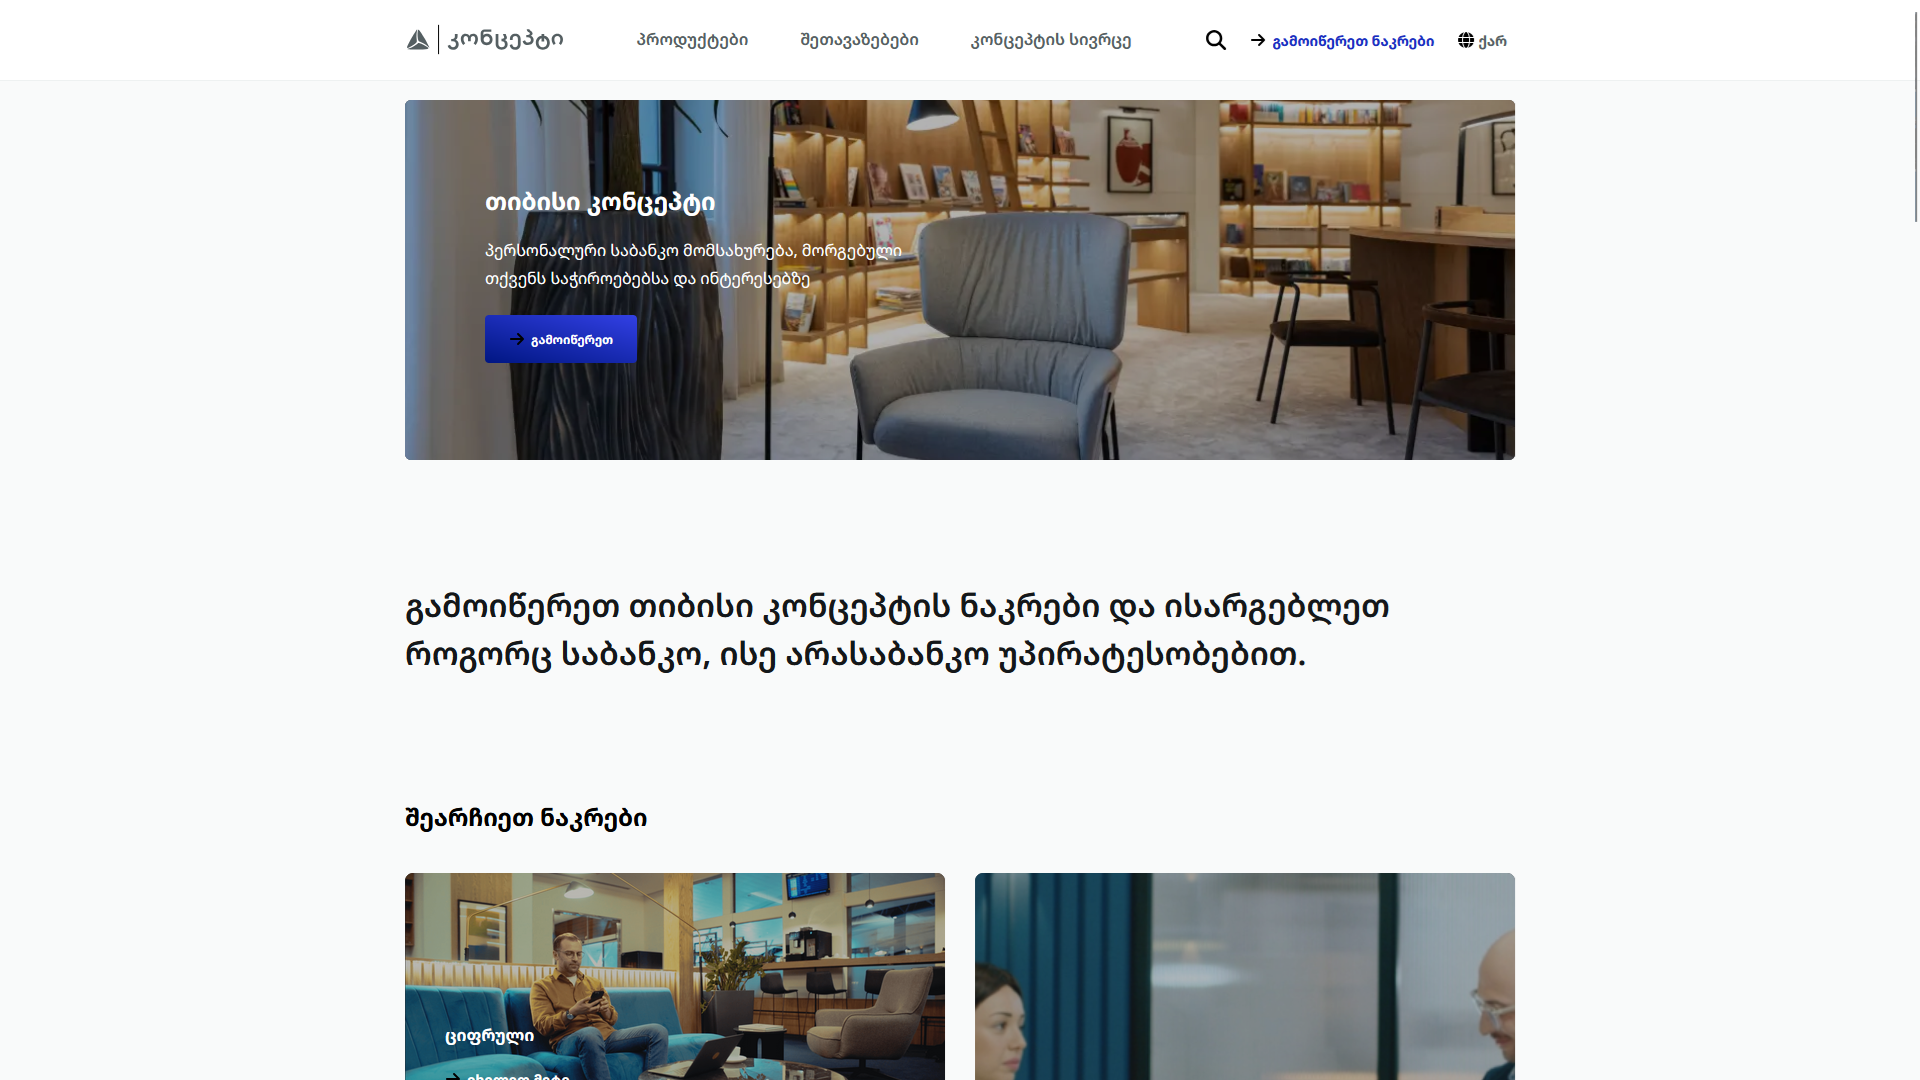 კონცეპტი
პროდუქტები
შეთავაზებები
კონცეპტის სივრცე
გამოიწერეთ ნაკრები
ქარ
თიბისი კონცეპტი
პერსონალური საბანკო მომსახურება, მორგებული
თქვენს საჭიროებებსა და ინტერესებზე
გამოიწერეთ
გამოიწერეთ თიბისი კონცეპტის ნაკრები და ისარგებლეთ
როგორც საბანკო, ისე არასაბანკო უპირატესობებით.
შეარჩიეთ ნაკრები
ციფრული